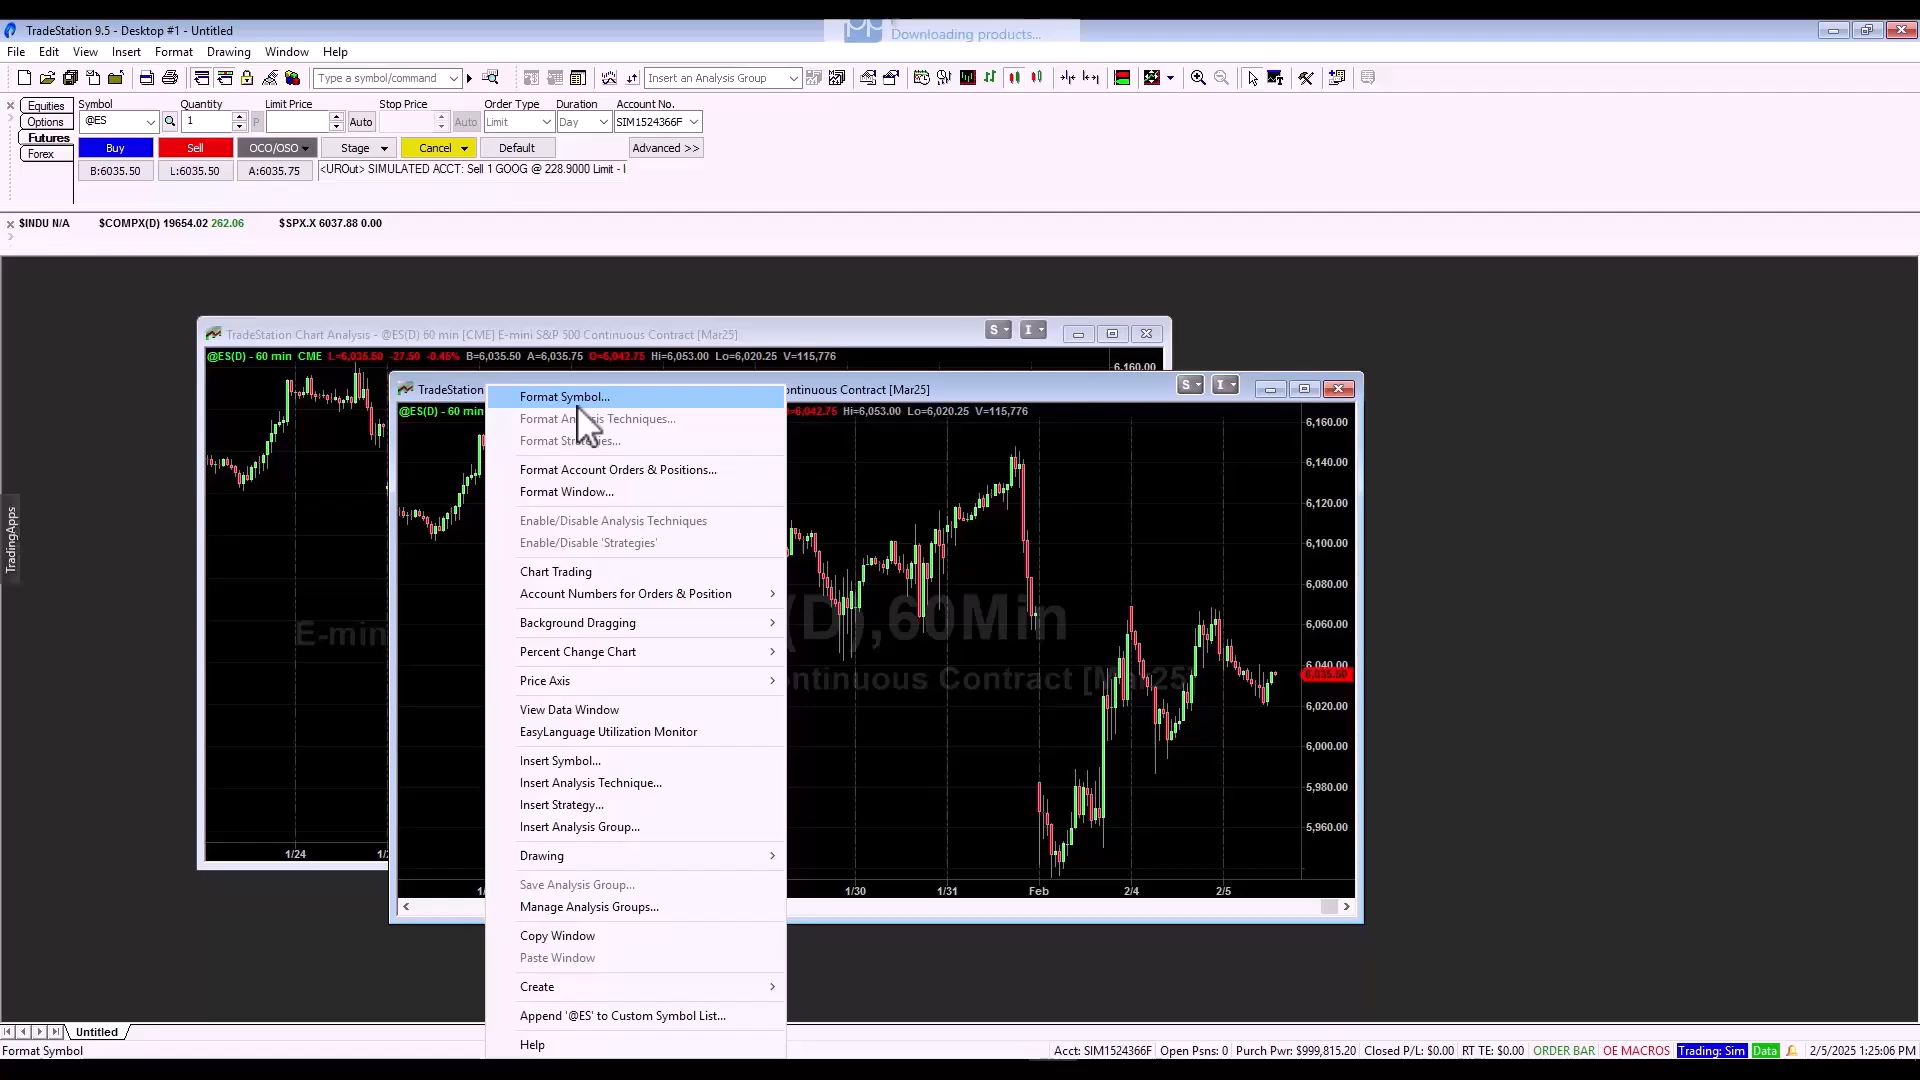 TradeStation 9.5 - Desktop #1 - Untitled
Downloading products...
File Edit View Insert Format Drawing Window Help
Type a symbol/command
Insert an Analysis Group
Equities
Options
Futures
Forex
Symbol Quantity Limit Price Stop Price Order Type Duration Account No.
@ES 1 P Auto Auto Limit Day SIM1524366F
Buy Sell OCO/OSO Stage Cancel Default Advanced >>
B:6035.50 L:6035.50 A:6035.75 <UROut> SIMULATED ACCT: Sell 1 GOOG @ 228.9000 Limit - I
$INDU N/A $COMPX(D) 19654.02 262.06 $SPX.X 6037.88 0.00
TradingApps
TradeStation Chart Analysis - @ES(D) 60 min [CME] E-mini S&P 500 Continuous Contract [Mar25]
S I
@ES(D) - 60 min CME L=6,035.50 -27.50 -0.45% B=6,035.50 A=6,035.75 O=6,042.75 Hi=6,053.00 Lo=6,020.25 V=115,776
6,160.00
E-min
1/24
TradeStation
ontinuous Contract [Mar25]
S I
@ES(D) - 60 min
=6,042.75 Hi=6,053.00 Lo=6,020.25 V=115,776
(D),60Min
ontinuous Contract [Mar25]
6,160.00
6,140.00
6,120.00
6,100.00
6,080.00
6,060.00
6,040.00
6,035.50
6,020.00
6,000.00
5,980.00
5,960.00
1/30 1/31 Feb 2/4 2/5
Format Symbol...
Format Analysis Techniques...
Format Strategies...
Format Account Orders & Positions...
Format Window...
Enable/Disable Analysis Techniques
Enable/Disable 'Strategies'
Chart Trading
Account Numbers for Orders & Position
Background Dragging
Percent Change Chart
Price Axis
View Data Window
EasyLanguage Utilization Monitor
Insert Symbol...
Insert Analysis Technique...
Insert Strategy...
Insert Analysis Group...
Drawing
Save Analysis Group...
Manage Analysis Groups...
Copy Window
Paste Window
Create
Append '@ES' to Custom Symbol List...
Help
Untitled
Format Symbol
Acct: SIM1524366F Open Psns: 0 Purch Pwr: $999,815.20 Closed P/L: $0.00 RT TE: $0.00 ORDER BAR OE MACROS Trading: Sim Data 2/5/2025 1:25:06 PM